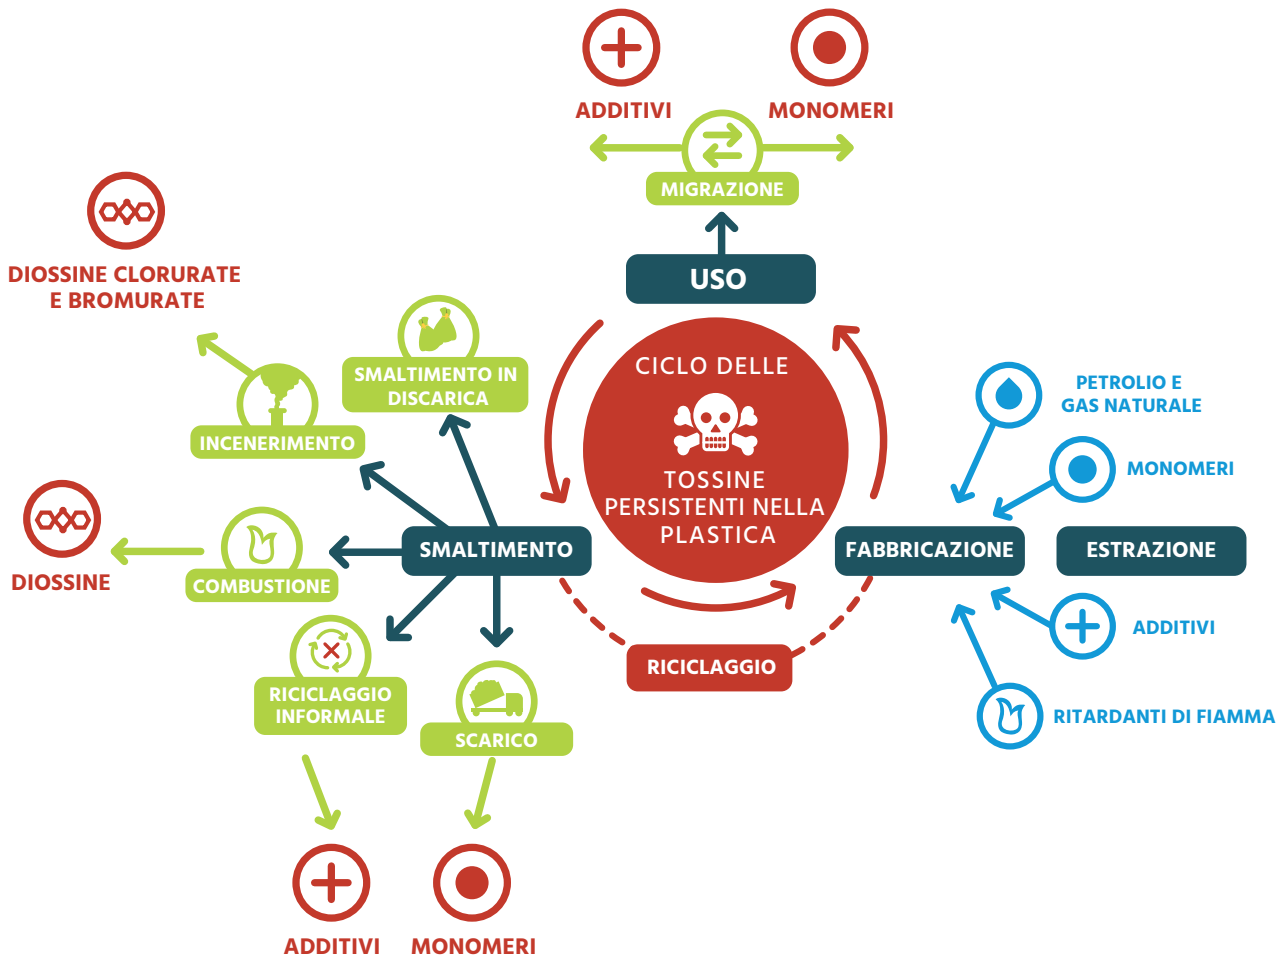 ADDITIVI
MONOMERI
MIGRAZIONE
USO
DIOSSINE CLORURATE
E BROMURATE
SMALTIMENTO IN
DISCARICA
INCENERIMENTO
CICLO DELLE
TOSSINE
PERSISTENTI NELLA
PLASTICA
PETROLIO E
GAS NATURALE
MONOMERI
DIOSSINE
COMBUSTIONE
SMALTIMENTO
FABBRICAZIONE
ESTRAZIONE
ADDITIVI
RICICLAGGIO
RITARDANTI DI FIAMMA
RICICLAGGIO
INFORMALE
SCARICO
ADDITIVI
MONOMERI